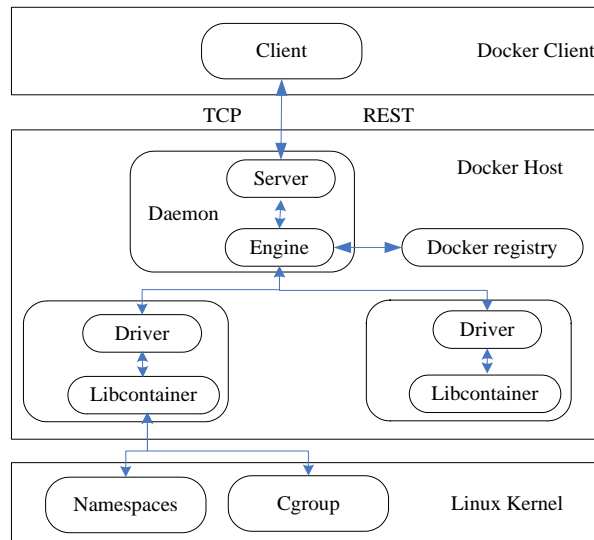 Client
Docker Client
TCP
REST
Docker Host
Server
Daemon
Engine
Docker registry
Driver
Driver
Libcontainer
Libcontainer
Namespaces
Cgroup
Linux Kernel